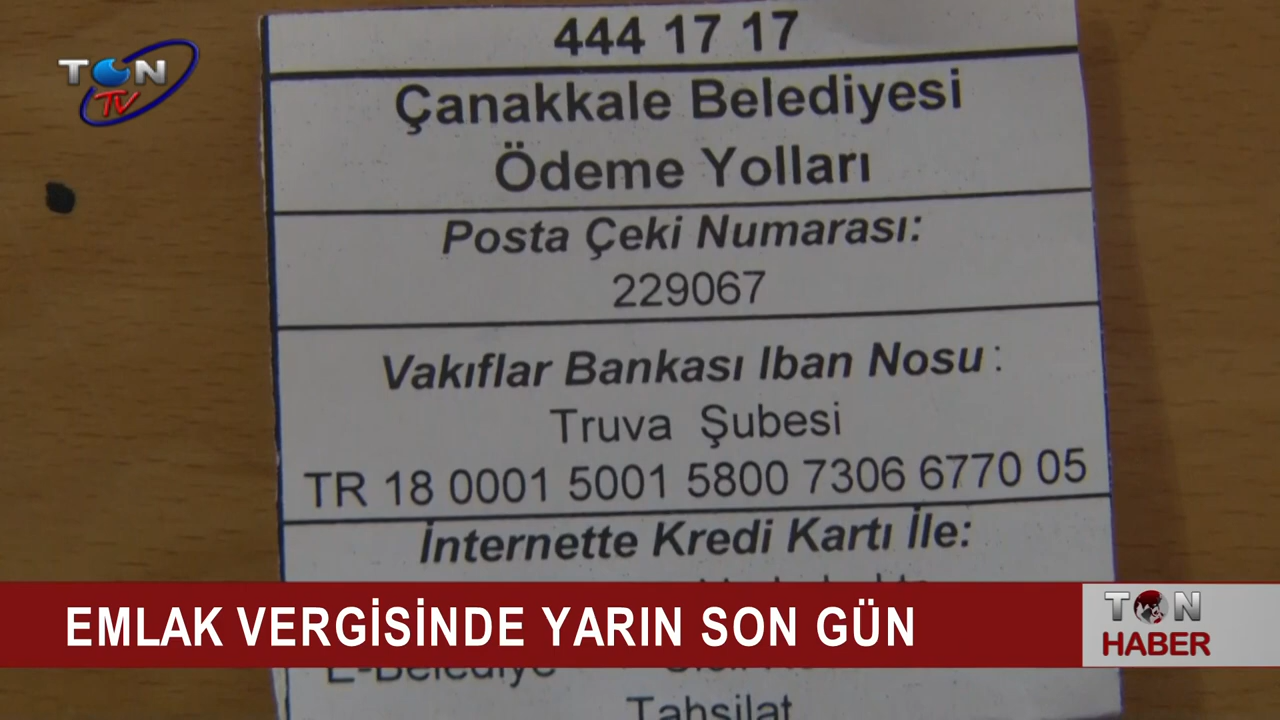 TON
TV
444 17 17
Çanakkale Belediyesi
Ödeme Yolları
Posta Çeki Numarası:
229067
Vakıflar Bankası Iban Nosu:
Truva Şubesi
TR 18 0001 5001 5800 7306 6770 05
İnternette Kredi Kartı İle:
EMLAK VERGİSİNDE YARIN SON GÜN
TON
HABER
E-Belediye
Tahsilat